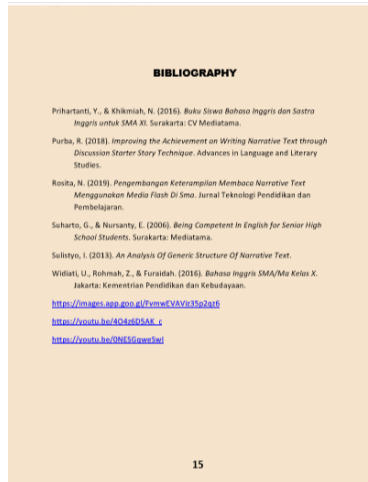 BIBLIOGRAPHY
Prihartanti, Y., & Khikmiah, N. (2016). Buku Siswa Bahasa Inggris dan Sastra
Inggris untuk SMA XI. Surakarta: CV Mediatama.
Purba, R. (2018). Improving the Achievement on Writing Narrative Text through
Discussion Starter Story Technique. Advances in Language and Literary
Studies.
Rosita, N. (2019). Pengembangan Keterampilan Membaca Narrative Text
Menggunakan Media Flash Di Sma. Jurnal Teknologi Pendidikan dan
Pembelajaran.
Suharto, G., & Nursanty, E. (2006). Being Competent In English for Senior High
School Students. Surakarta: Mediatama.
Sulistyo, I. (2013). An Analysis Of Generic Structure Of Narrative Text.
Widiati, U., Rohmah, Z., & Furaidah. (2016). Bahasa Inggris SMA/Ma Kelas X.
Jakarta: Kementrian Pendidikan dan Kebudayaan.
15